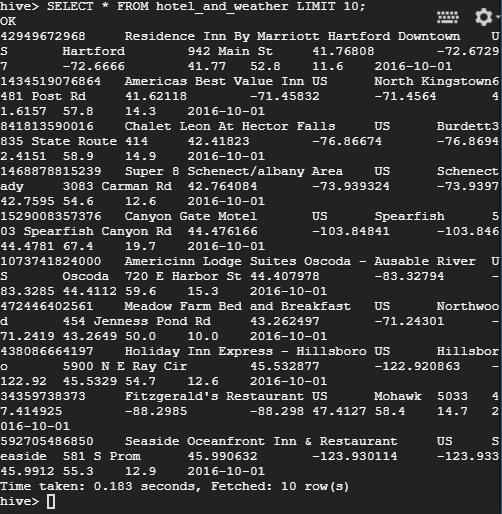 hive> SELECT * FROM hotel_and_weather LIMIT 10;
OK
42949672968 Residence Inn By Marriott Hartford Downtown U
S Hartford 942 Main St 41.76808 -72.6729
7 -72.6666 41.77 52.8 11.6 2016-10-01
1434519076864 Americas Best Value Inn US North Kingstown6
481 Post Rd 41.62118 -71.45832 -71.4564 4
1.6157 57.8 14.3 2016-10-01
841813590016 Chalet Leon At Hector Falls US Burdett3
835 State Route 414 42.41823 -76.86674 -76.8694
2.4151 58.9 14.9 2016-10-01
1468878815239 Super 8 Schenect/albany Area US Schenect
ady 3083 Carman Rd 42.764084 -73.939324 -73.9397
42.7595 54.6 12.6 2016-10-01
1529008357376 Canyon Gate Motel US Spearfish 5
03 Spearfish Canyon Rd 44.476166 -103.84841 -103.846
44.4781 67.4 19.7 2016-10-01
1073741824000 Americinn Lodge Suites Oscoda - Ausable River U
S Oscoda 720 E Harbor St 44.407978 -83.32794 -
83.3285 44.4112 59.6 15.3 2016-10-01
472446402561 Meadow Farm Bed and Breakfast US Northwoo
d 454 Jenness Pond Rd 43.262497 -71.24301 -
71.2419 43.2649 50.0 10.0 2016-10-01
438086664197 Holiday Inn Express - Hillsboro US Hillsbor
o 5900 N E Ray Cir 45.532877 -122.920863 -
122.92 45.5329 54.7 12.6 2016-10-01
34359738373 Fitzgerald's Restaurant US Mohawk 5033 4
7.414925 -88.2985 -88.298 47.4127 58.4 14.7 2
016-10-01
592705486850 Seaside Oceanfront Inn & Restaurant US S
easide 581 S Prom 45.990632 -123.930114 -123.933
45.9912 55.3 12.9 2016-10-01
Time taken: 0.183 seconds, Fetched: 10 row(s)
hive>